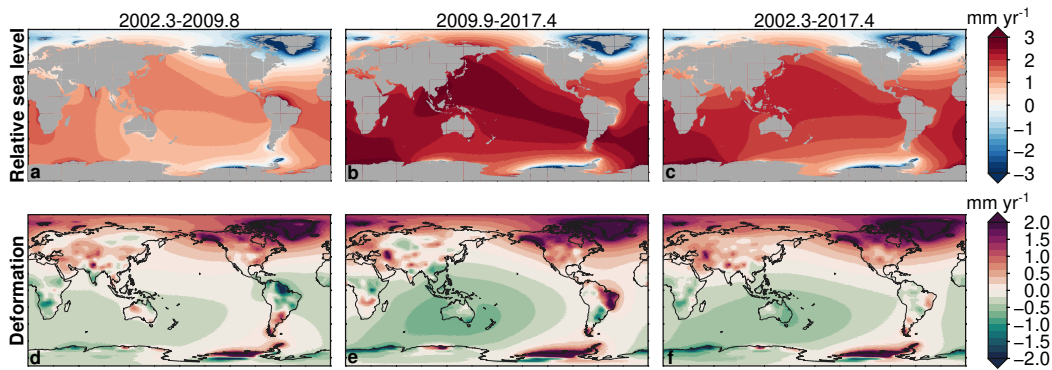 2002.3-2009.8
2009.9-2017.4
2002.3-2017.4
mm yr⁻¹
Relative sea level
a
b
c
3
2
1
0
−1
−2
−3
mm yr⁻¹
Deformation
d
e
f
2.0
1.5
1.0
0.5
0.0
−0.5
−1.0
−1.5
−2.0